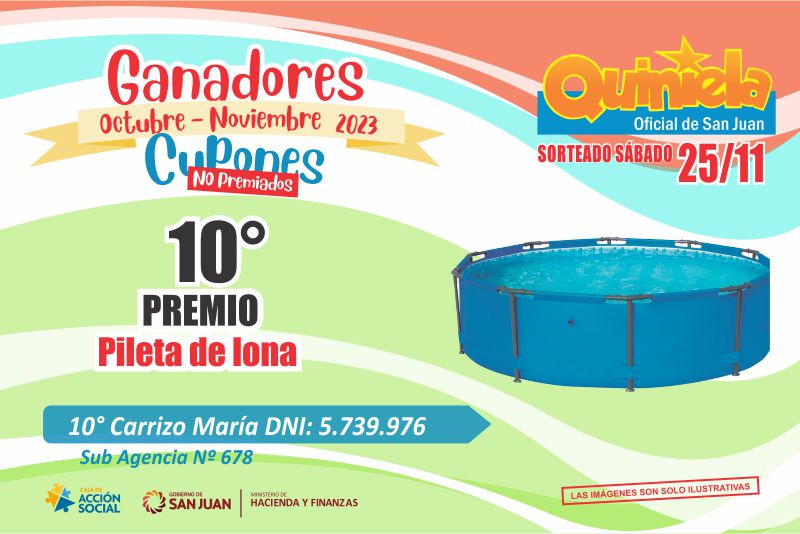 Ganadores
Octubre - Noviembre 2023
Cupones
No Premiados
Quiniela
Oficial de San Juan
SORTEADO SÁBADO 25/11
10°
PREMIO
Pileta de lona
10° Carrizo María DNI: 5.739.976
Sub Agencia Nº 678
CAJA DE
ACCIÓN
SOCIAL
GOBIERNO DE
SAN JUAN
MINISTERIO DE
HACIENDA Y FINANZAS
LAS IMÁGENES SON SOLO ILUSTRATIVAS